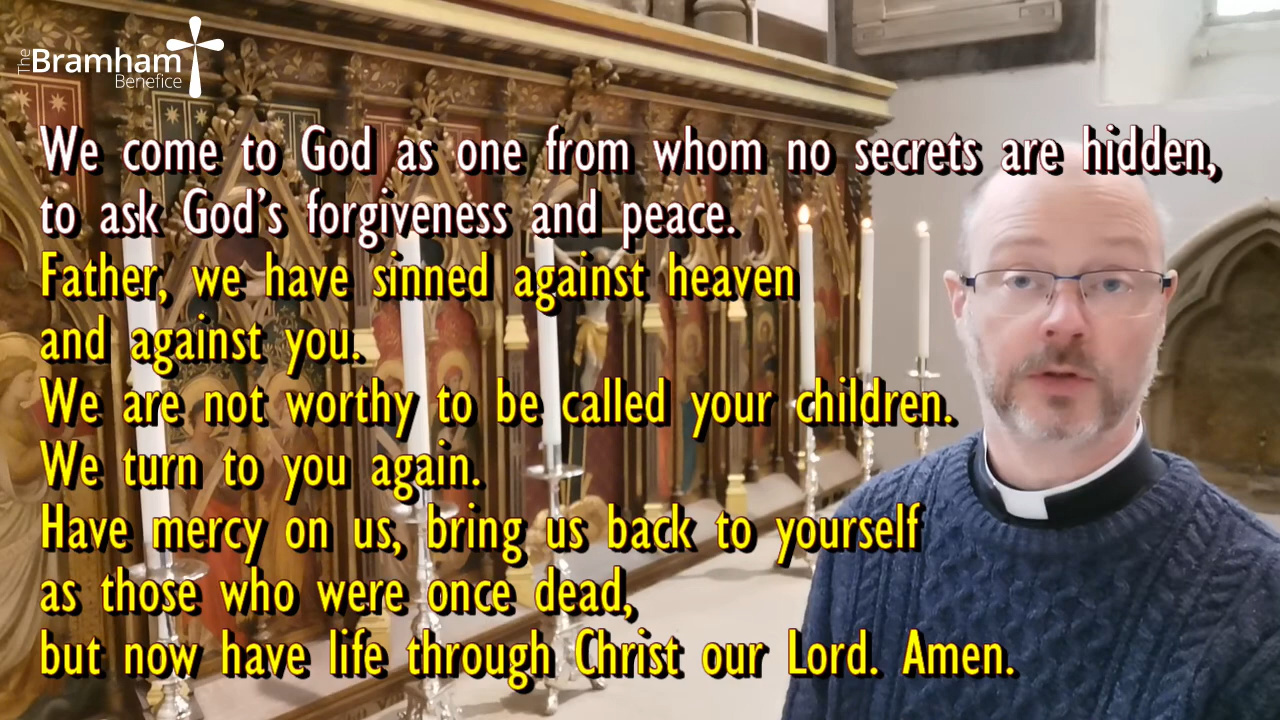 The Bramham
Benefice
We come to God as one from whom no secrets are hidden,
to ask God's forgiveness and peace.
Father, we have sinned against heaven
and against you.
We are not worthy to be called your children.
We turn to you again.
Have mercy on us, bring us back to yourself
as those who were once dead,
but now have life through Christ our Lord. Amen.